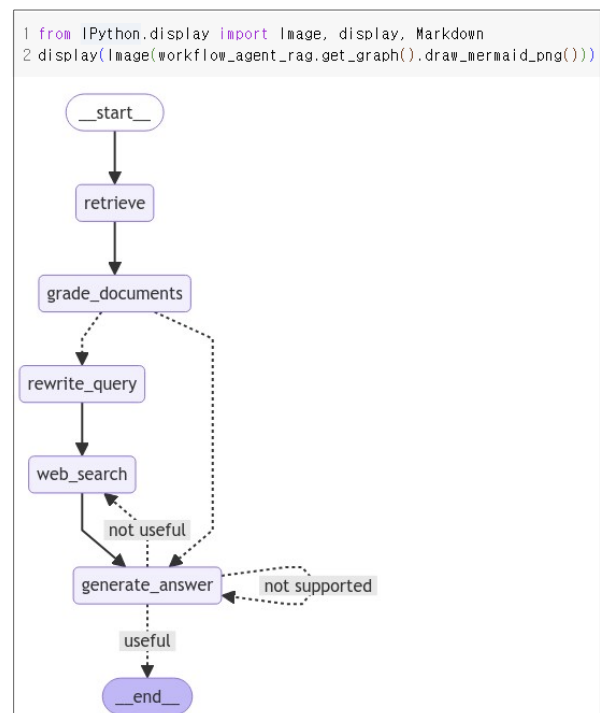 1 from IPython.display import Image, display, Markdown
2 display(Image(workflow_agent_rag.get_graph().draw_mermaid_png()))
__start__
retrieve
grade_documents
rewrite_query
web_search
not useful
generate_answer
not supported
useful
__end__